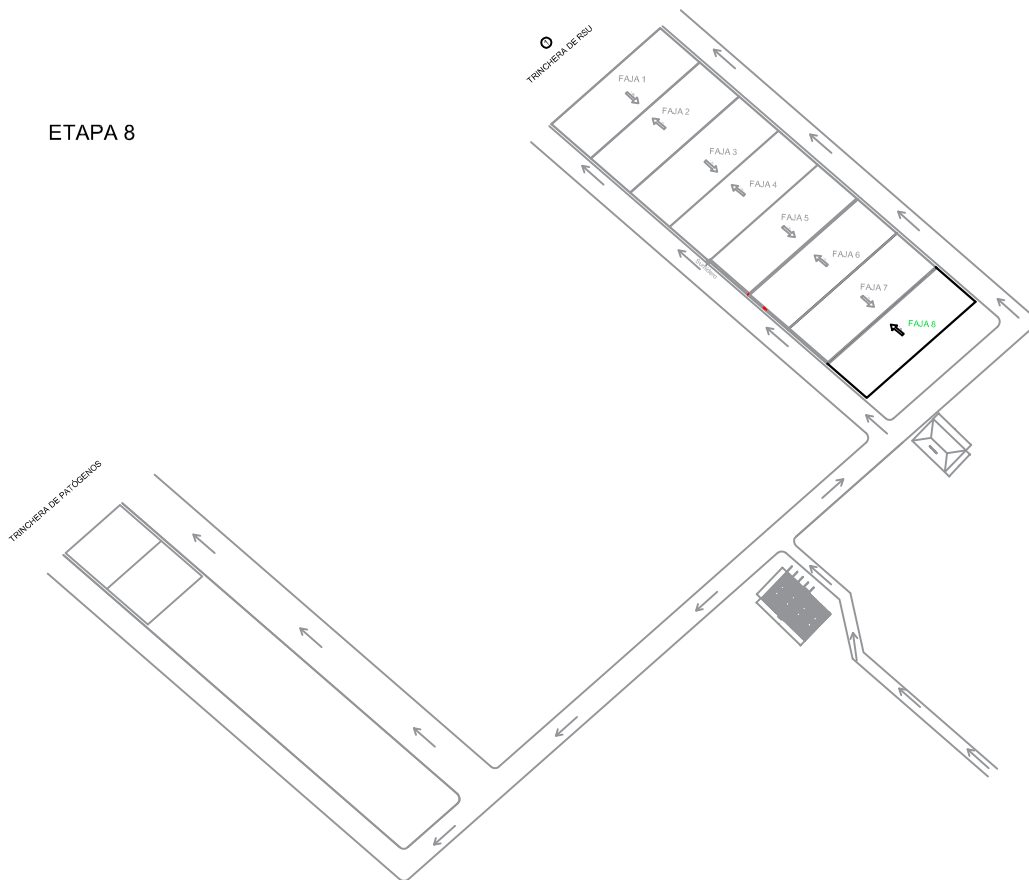 TRINCHERA DE RSU
FAJA 1
FAJA 2
ETAPA 8
FAJA 3
FAJA 4
FAJA 5
FAJA 6
FAJA 7
FAJA 8
TRINCHERA DE PATÓGENOS